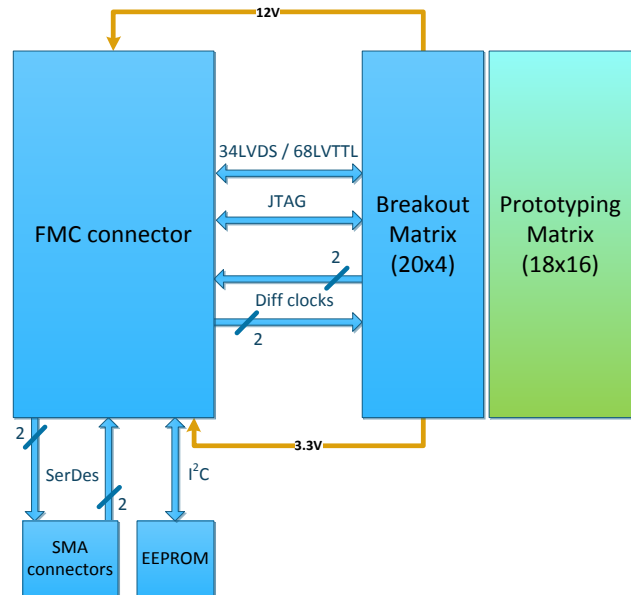 12V
34LVDS / 68LVTTL
JTAG
FMC connector
Breakout
Matrix
(20x4)
Prototyping
Matrix
(18x16)
2
Diff clocks
2
3.3V
2
SerDes
2
I²C
SMA
connectors
EEPROM